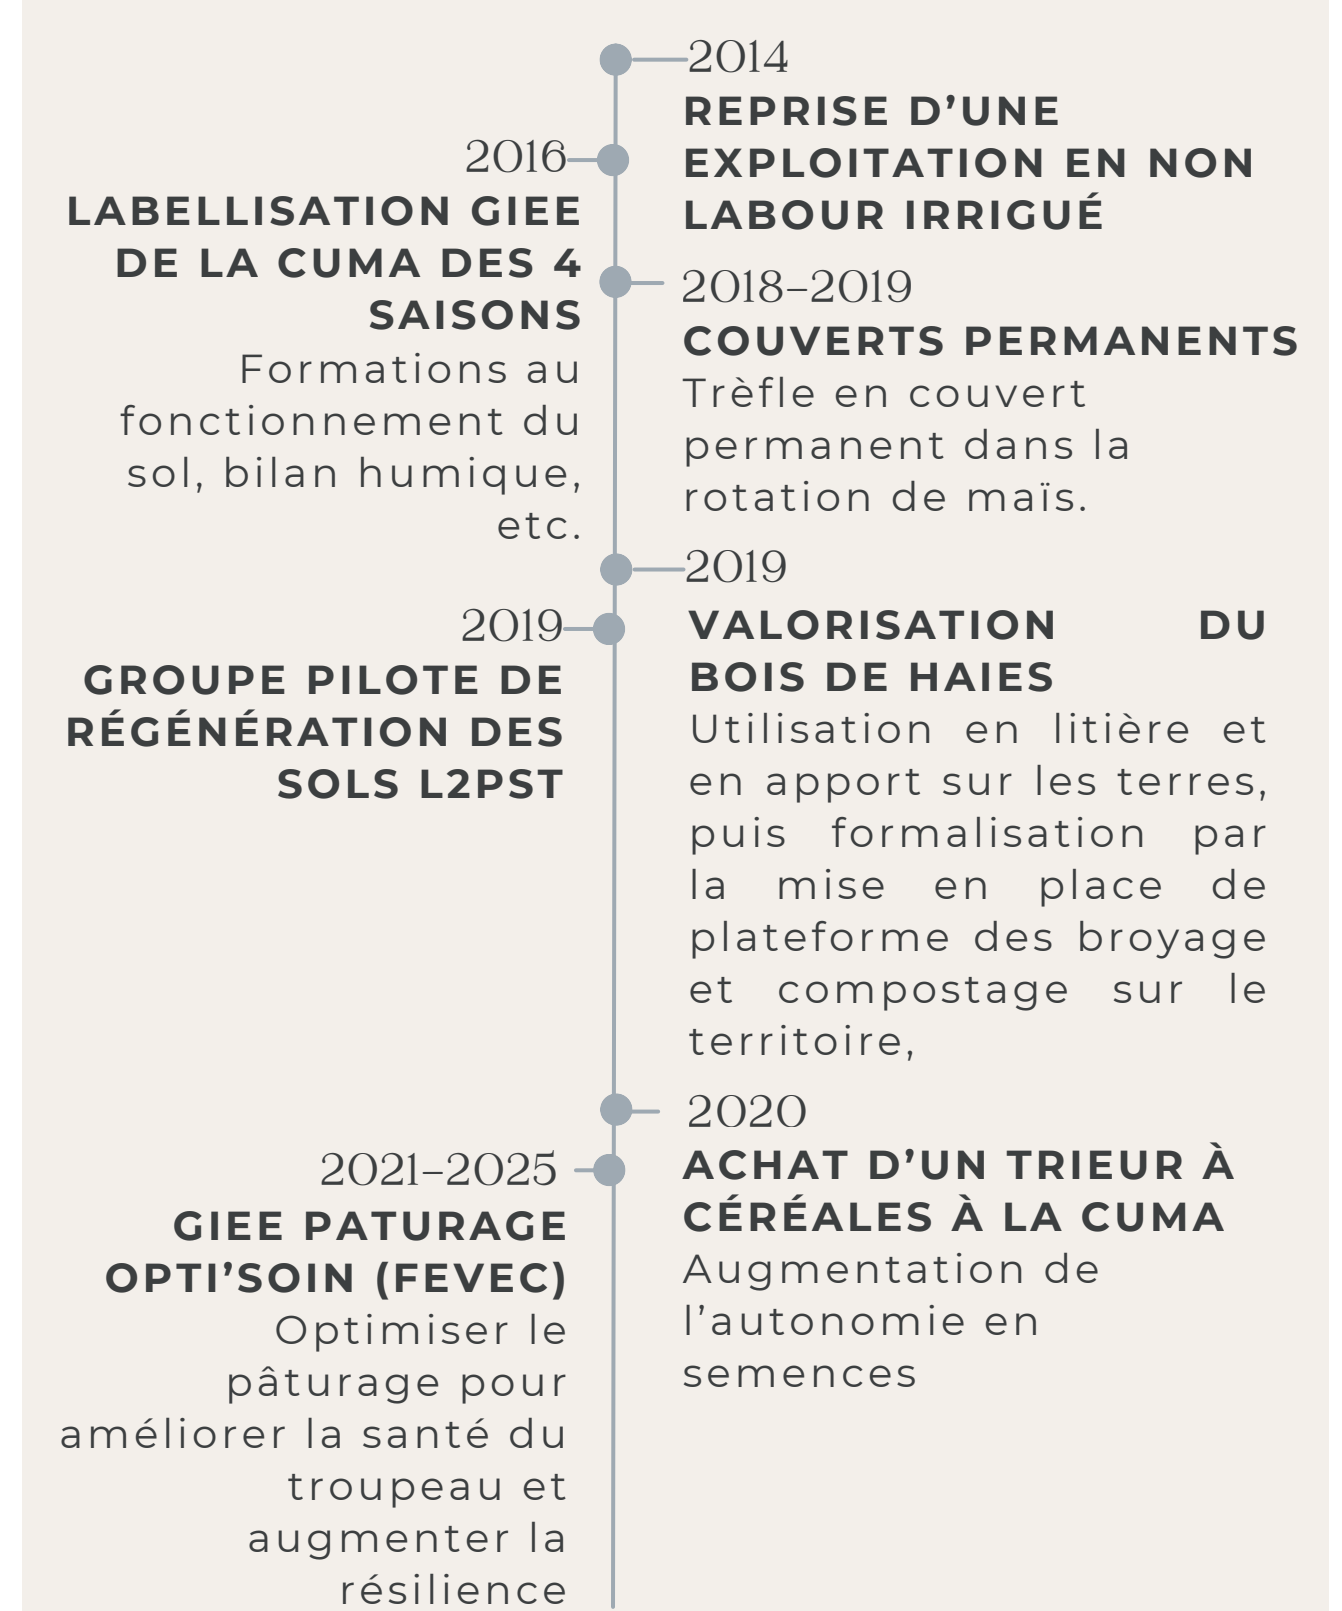 2014
REPRISE D’UNE
EXPLOITATION EN NON
LABOUR IRRIGUÉ
2016
LABELLISATION GIEE
DE LA CUMA DES 4
SAISONS
Formations au
fonctionnement du
sol, bilan humique,
etc.
2018-2019
COUVERTS PERMANENTS
Trèfle en couvert
permanent dans la
rotation de maïs.
2019
VALORISATION DU
BOIS DE HAIES
Utilisation en litière et
en apport sur les terres,
puis formalisation par
la mise en place de
plateforme des broyage
et compostage sur le
territoire,
2019
GROUPE PILOTE DE
RÉGÉNÉRATION DES
SOLS L2PST
2020
ACHAT D’UN TRIEUR À
CÉRÉALES À LA CUMA
Augmentation de
l’autonomie en
semences
2021-2025
GIEE PATURAGE
OPTI’SOIN (FEVEC)
Optimiser le
pâturage pour
améliorer la santé du
troupeau et
augmenter la
résilience